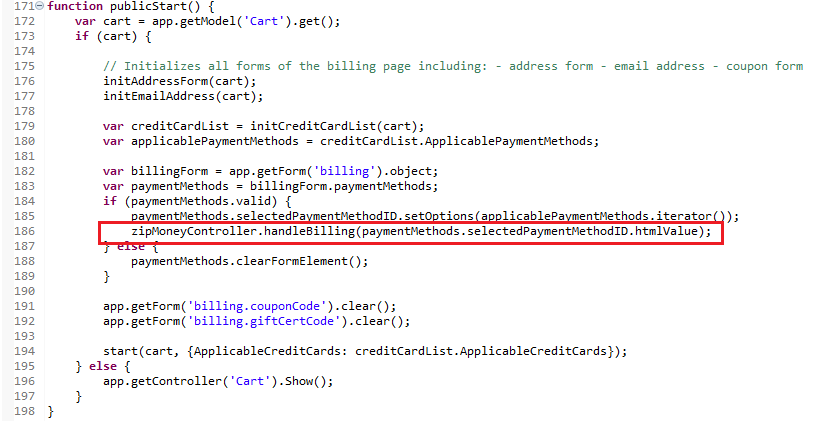 171 function publicStart() {
172     var cart = app.getModel('Cart').get();
173     if (cart) {
174
175         // Initializes all forms of the billing page including: - address form - email address - coupon form
176         initAddressForm(cart);
177         initEmailAddress(cart);
178
179         var creditCardList = initCreditCardList(cart);
180         var applicablePaymentMethods = creditCardList.ApplicablePaymentMethods;
181
182         var billingForm = app.getForm('billing').object;
183         var paymentMethods = billingForm.paymentMethods;
184         if (paymentMethods.valid) {
185             paymentMethods.selectedPaymentMethodID.setOptions(applicablePaymentMethods.iterator());
186             zipMoneyController.handleBilling(paymentMethods.selectedPaymentMethodID.htmlValue);
187         } else {
188             paymentMethods.clearFormElement();
189         }
190
191         app.getForm('billing.couponCode').clear();
192         app.getForm('billing.giftCertCode').clear();
193
194         start(cart, {ApplicableCreditCards: creditCardList.ApplicableCreditCards});
195     } else {
196         app.getController('Cart').Show();
197     }
198 }